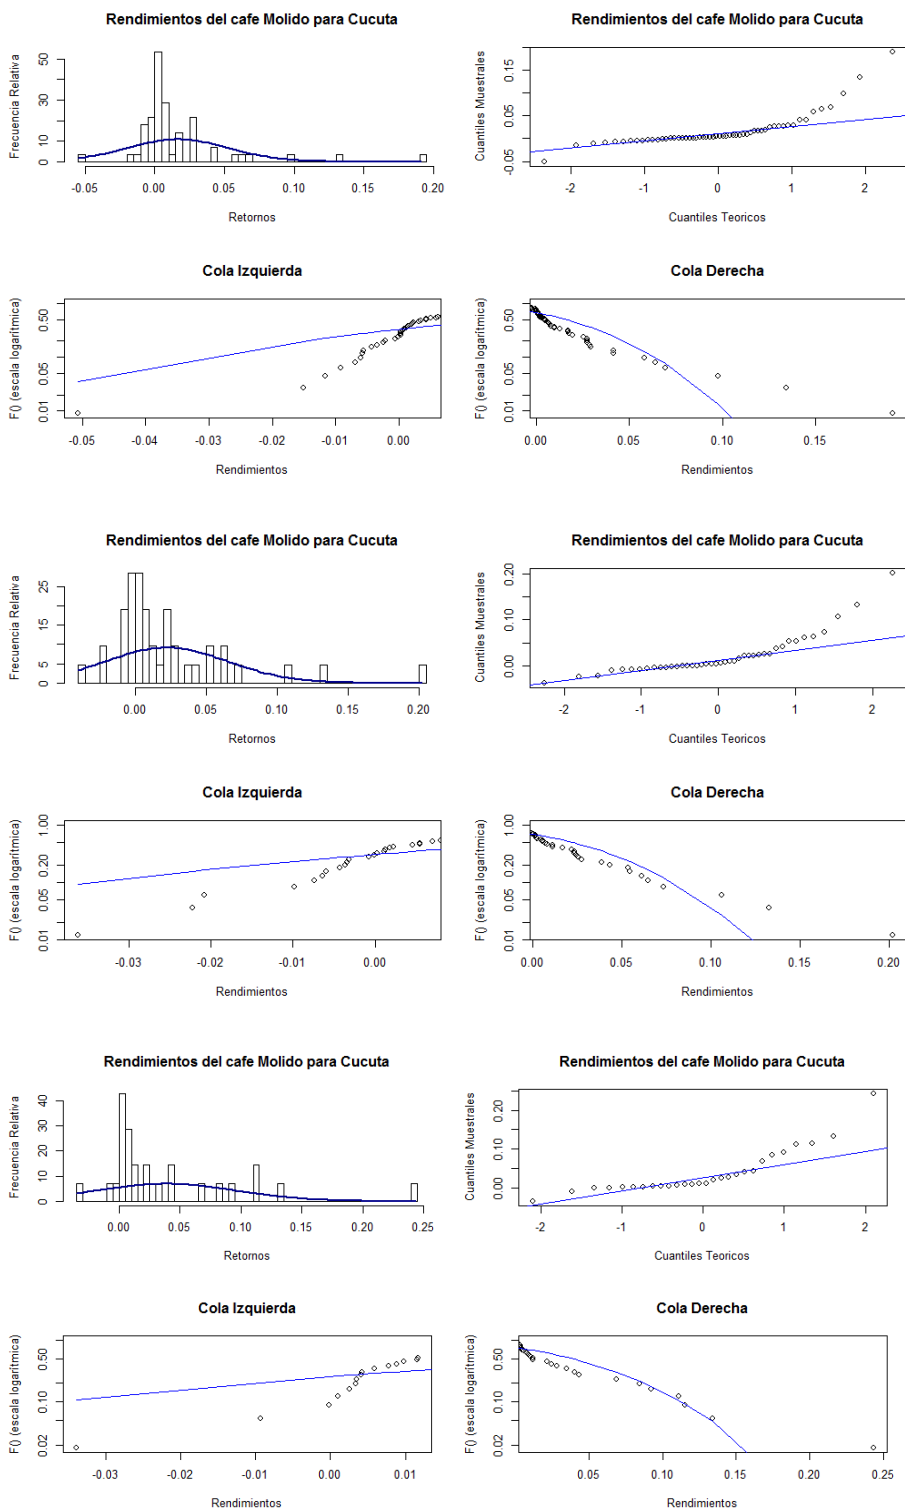 Rendimientos del cafe Molido para Cucuta
Frecuencia Relativa
0 10 30 50
-0.05 0.00 0.05 0.10 0.15 0.20
Retornos
Rendimientos del cafe Molido para Cucuta
Cuantiles Muestrales
-0.05 0.05 0.15
-2 -1 0 1 2
Cuantiles Teoricos
Cola Izquierda
F() (escala logarítmica)
0.01 0.05 0.50
-0.05 -0.04 -0.03 -0.02 -0.01 0.00
Rendimientos
Cola Derecha
F() (escala logarítmica)
0.01 0.05 0.50
0.00 0.05 0.10 0.15
Rendimientos
Rendimientos del cafe Molido para Cucuta
Frecuencia Relativa
0 5 15 25
0.00 0.05 0.10 0.15 0.20
Retornos
Rendimientos del cafe Molido para Cucuta
Cuantiles Muestrales
0.00 0.10 0.20
-2 -1 0 1 2
Cuantiles Teoricos
Cola Izquierda
F() (escala logarítmica)
0.01 0.05 0.20 1.00
-0.03 -0.02 -0.01 0.00
Rendimientos
Cola Derecha
F() (escala logarítmica)
0.01 0.05 0.20 1.00
0.00 0.05 0.10 0.15 0.20
Rendimientos
Rendimientos del cafe Molido para Cucuta
Frecuencia Relativa
0 10 20 30 40
0.00 0.05 0.10 0.15 0.20 0.25
Retornos
Rendimientos del cafe Molido para Cucuta
Cuantiles Muestrales
0.00 0.10 0.20
-2 -1 0 1 2
Cuantiles Teoricos
Cola Izquierda
F() (escala logarítmica)
0.02 0.10 0.50
-0.03 -0.02 -0.01 0.00 0.01
Rendimientos
Cola Derecha
F() (escala logarítmica)
0.02 0.10 0.50
0.05 0.10 0.15 0.20 0.25
Rendimientos